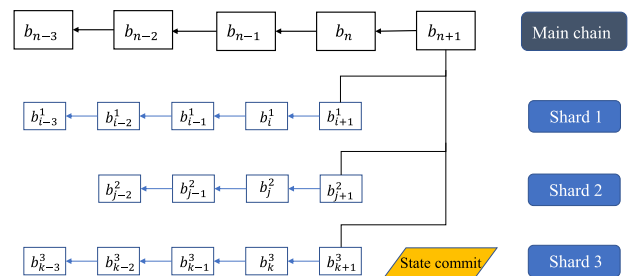 b_{n-3} b_{n-2} b_{n-1} b_n b_{n+1} Main chain
b^1_{i-3} b^1_{i-2} b^1_{i-1} b^1_i b^1_{i+1} Shard 1
b^2_{j-2} b^2_{j-1} b^2_j b^2_{j+1} Shard 2
b^3_{k-3} b^3_{k-2} b^3_{k-1} b^3_k b^3_{k+1} State commit Shard 3